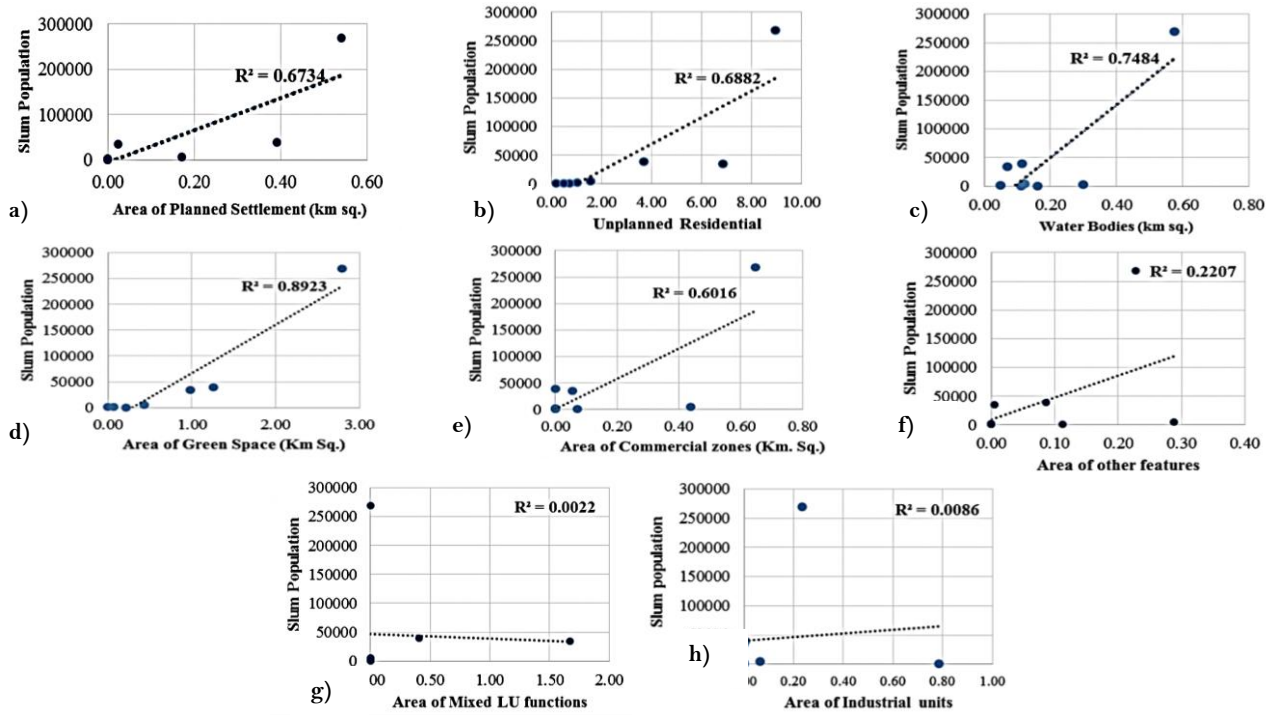 300000
200000
100000
0
Slum Population
R² = 0.6734
0.00 0.20 0.40 0.60
Area of Planned Settlement (km sq.)
a)
300000
250000
200000
150000
100000
50000
0
Slum Population
R² = 0.6882
2.00 4.00 6.00 8.00 10.00
Unplanned Residential
b)
300000
250000
200000
150000
100000
50000
0
Slum Population
R² = 0.7484
0.00 0.20 0.40 0.60 0.80
Water Bodies (km sq.)
c)
300000
250000
200000
150000
100000
50000
0
Slum Population
R² = 0.8923
0.00 1.00 2.00 3.00
Area of Green Space (Km Sq.)
d)
300000
250000
200000
150000
100000
50000
0
Slum Population
R² = 0.6016
0.00 0.20 0.40 0.60 0.80
Area of Commercial zones (Km. Sq.)
e)
300000
250000
200000
150000
100000
50000
0
Slum Population
R² = 0.2207
0.00 0.10 0.20 0.30 0.40
Area of other features
f)
300000
250000
200000
150000
100000
50000
0
Slum Population
R² = 0.0022
00 0.50 1.00 1.50 2.00
Area of Mixed LU functions
g)
300000
250000
200000
150000
100000
Slum population
R² = 0.0086
00 0.20 0.40 0.60 0.80 1.00
Area of Industrial units
h)